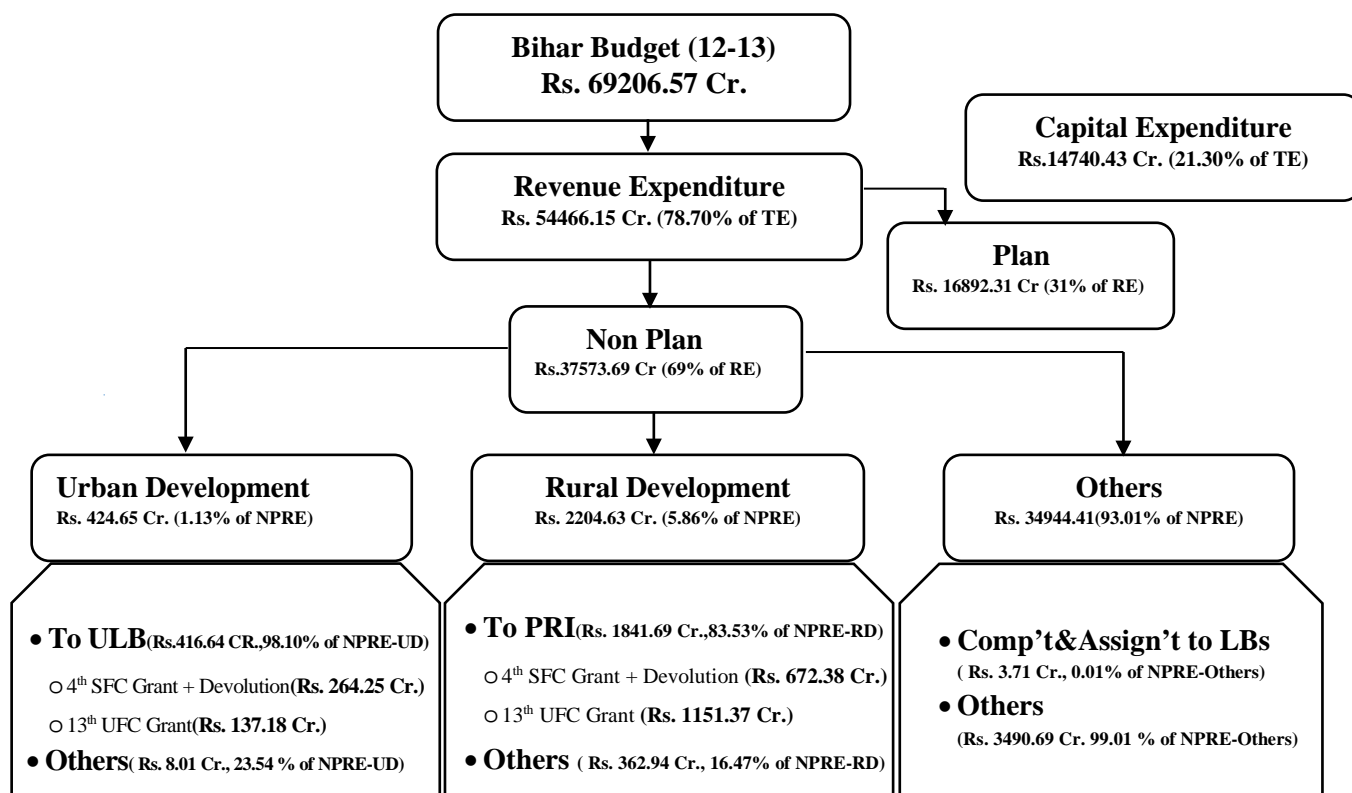 Bihar Budget (12-13)
Rs. 69206.57 Cr.
Capital Expenditure
Rs.14740.43 Cr. (21.30% of TE)
Revenue Expenditure
Rs. 54466.15 Cr. (78.70% of TE)
Plan
Rs. 16892.31 Cr (31% of RE)
Non Plan
Rs.37573.69 Cr (69% of RE)
Urban Development
Rs. 424.65 Cr. (1.13% of NPRE)
Rural Development
Rs. 2204.63 Cr. (5.86% of NPRE)
Others
Rs. 34944.41(93.01% of NPRE)
• To ULB(Rs.416.64 CR.,98.10% of NPRE-UD)
o 4th SFC Grant + Devolution(Rs. 264.25 Cr.)
o 13th UFC Grant(Rs. 137.18 Cr.)
• Others( Rs. 8.01 Cr., 23.54 % of NPRE-UD)
• To PRI(Rs. 1841.69 Cr.,83.53% of NPRE-RD)
o 4th SFC Grant + Devolution (Rs. 672.38 Cr.)
o 13th UFC Grant (Rs. 1151.37 Cr.)
• Others ( Rs. 362.94 Cr., 16.47% of NPRE-RD)
• Comp't&Assign't to LBs
( Rs. 3.71 Cr., 0.01% of NPRE-Others)
• Others
(Rs. 3490.69 Cr. 99.01 % of NPRE-Others)